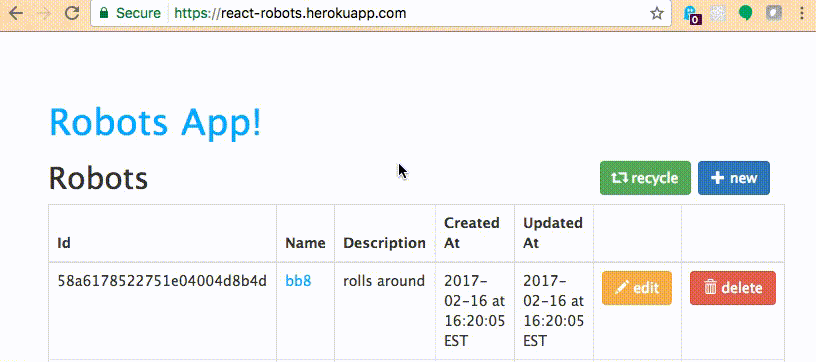 Secure https://react-robots.herokuapp.com
0
Robots App!
Robots
recycle
new
Id Name Description Created At Updated At
58a6178522751e04004d8b4d bb8 rolls around 2017-02-16 at 16:20:05 EST 2017-02-16 at 16:20:05 EST edit delete